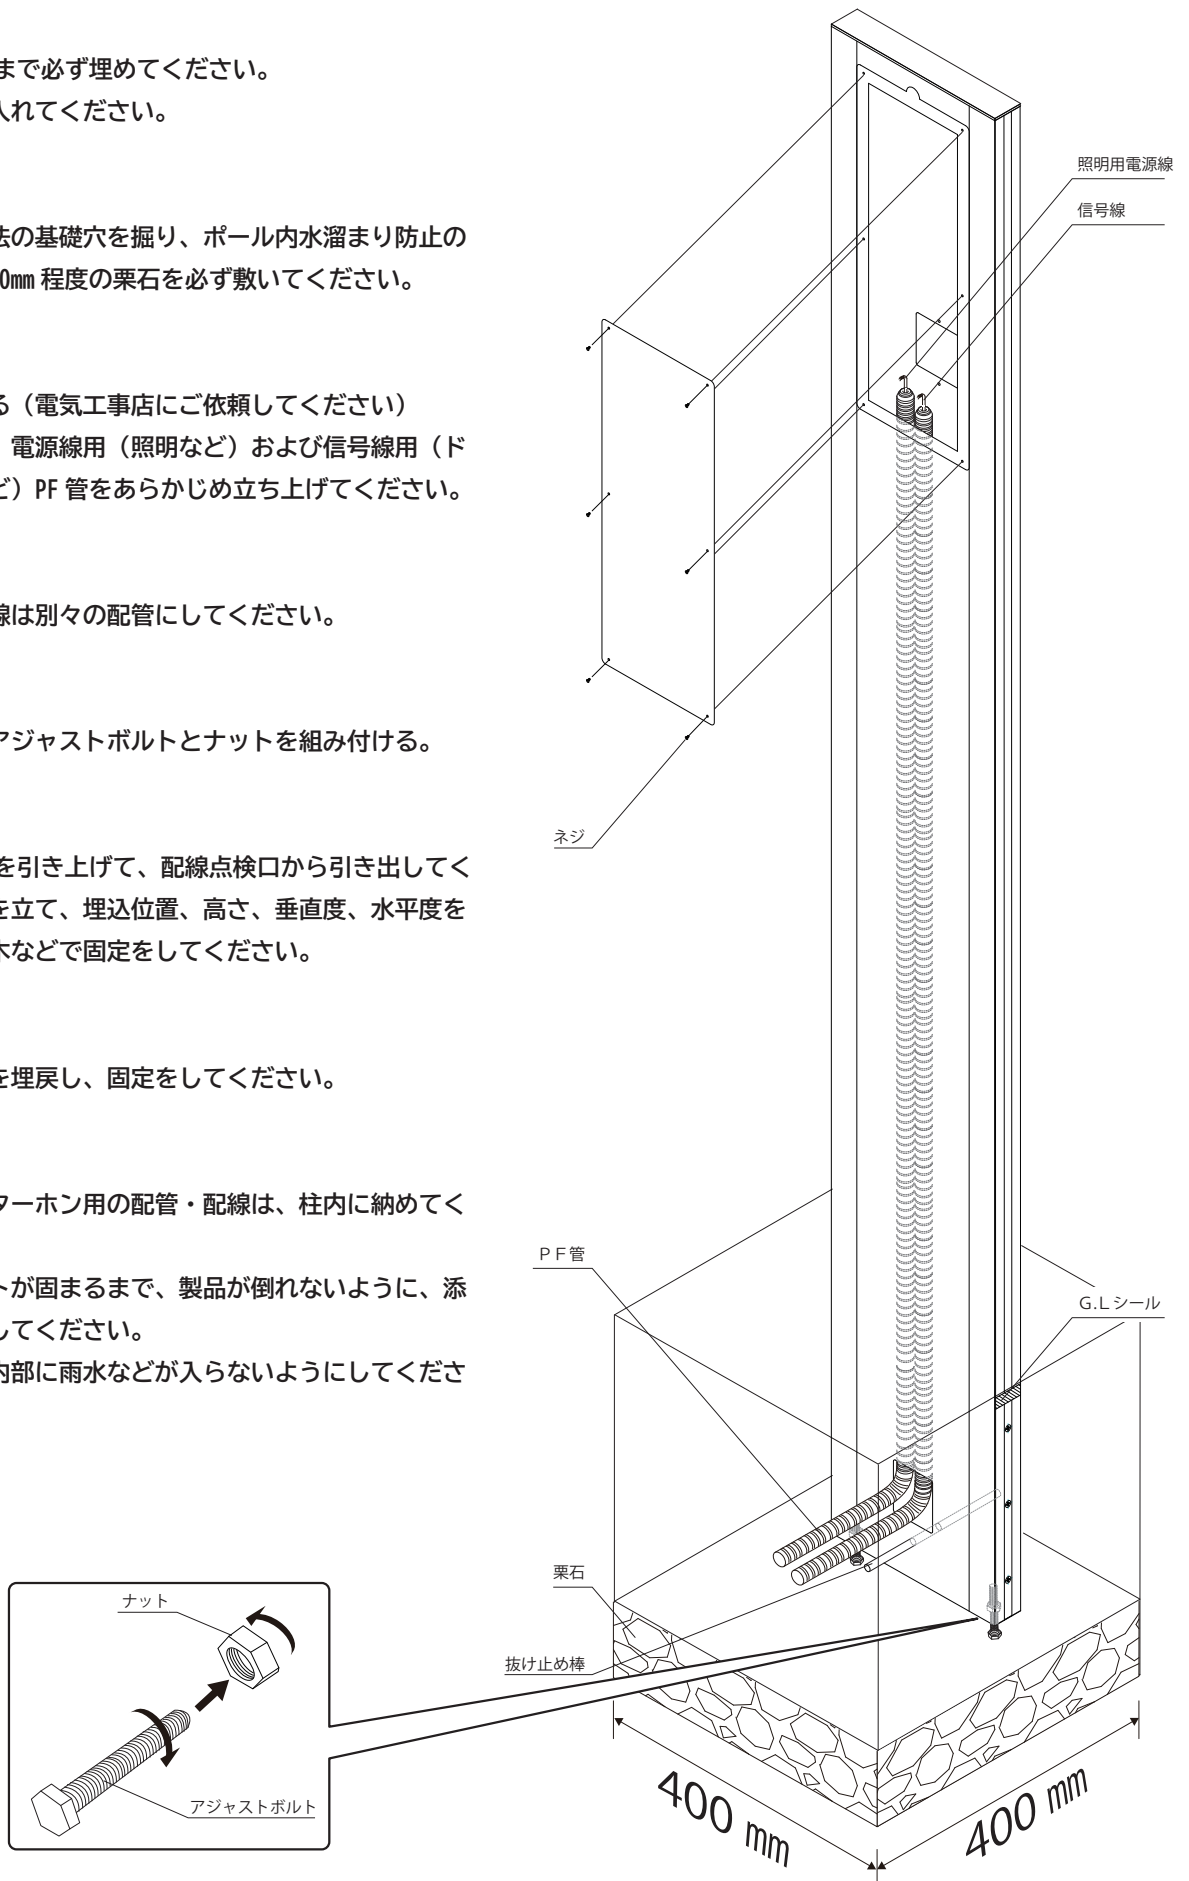 まで必ず埋めてください。
入れてください。
法の基礎穴を掘り、ポール内水溜まり防止の
0mm 程度の栗石を必ず敷いてください。
る（電気工事店にご依頼してください）
電源線用（照明など）および信号線用（ド
ど）PF 管をあらかじめ立ち上げてください。
線は別々の配管にしてください。
アジャストボルトとナットを組み付ける。
を引き上げて、配線点検口から引き出してく
を立て、埋込位置、高さ、垂直度、水平度を
木などで固定をしてください。
を埋戻し、固定をしてください。
ターホン用の配管・配線は、柱内に納めてく
トが固まるまで、製品が倒れないように、添
してください。
内部に雨水などが入らないようにしてくださ
照明用電源線
信号線
ネジ
ＰＦ管
G.Lシール
栗石
抜け止め棒
ナット
アジャストボルト
400 mm
400 mm